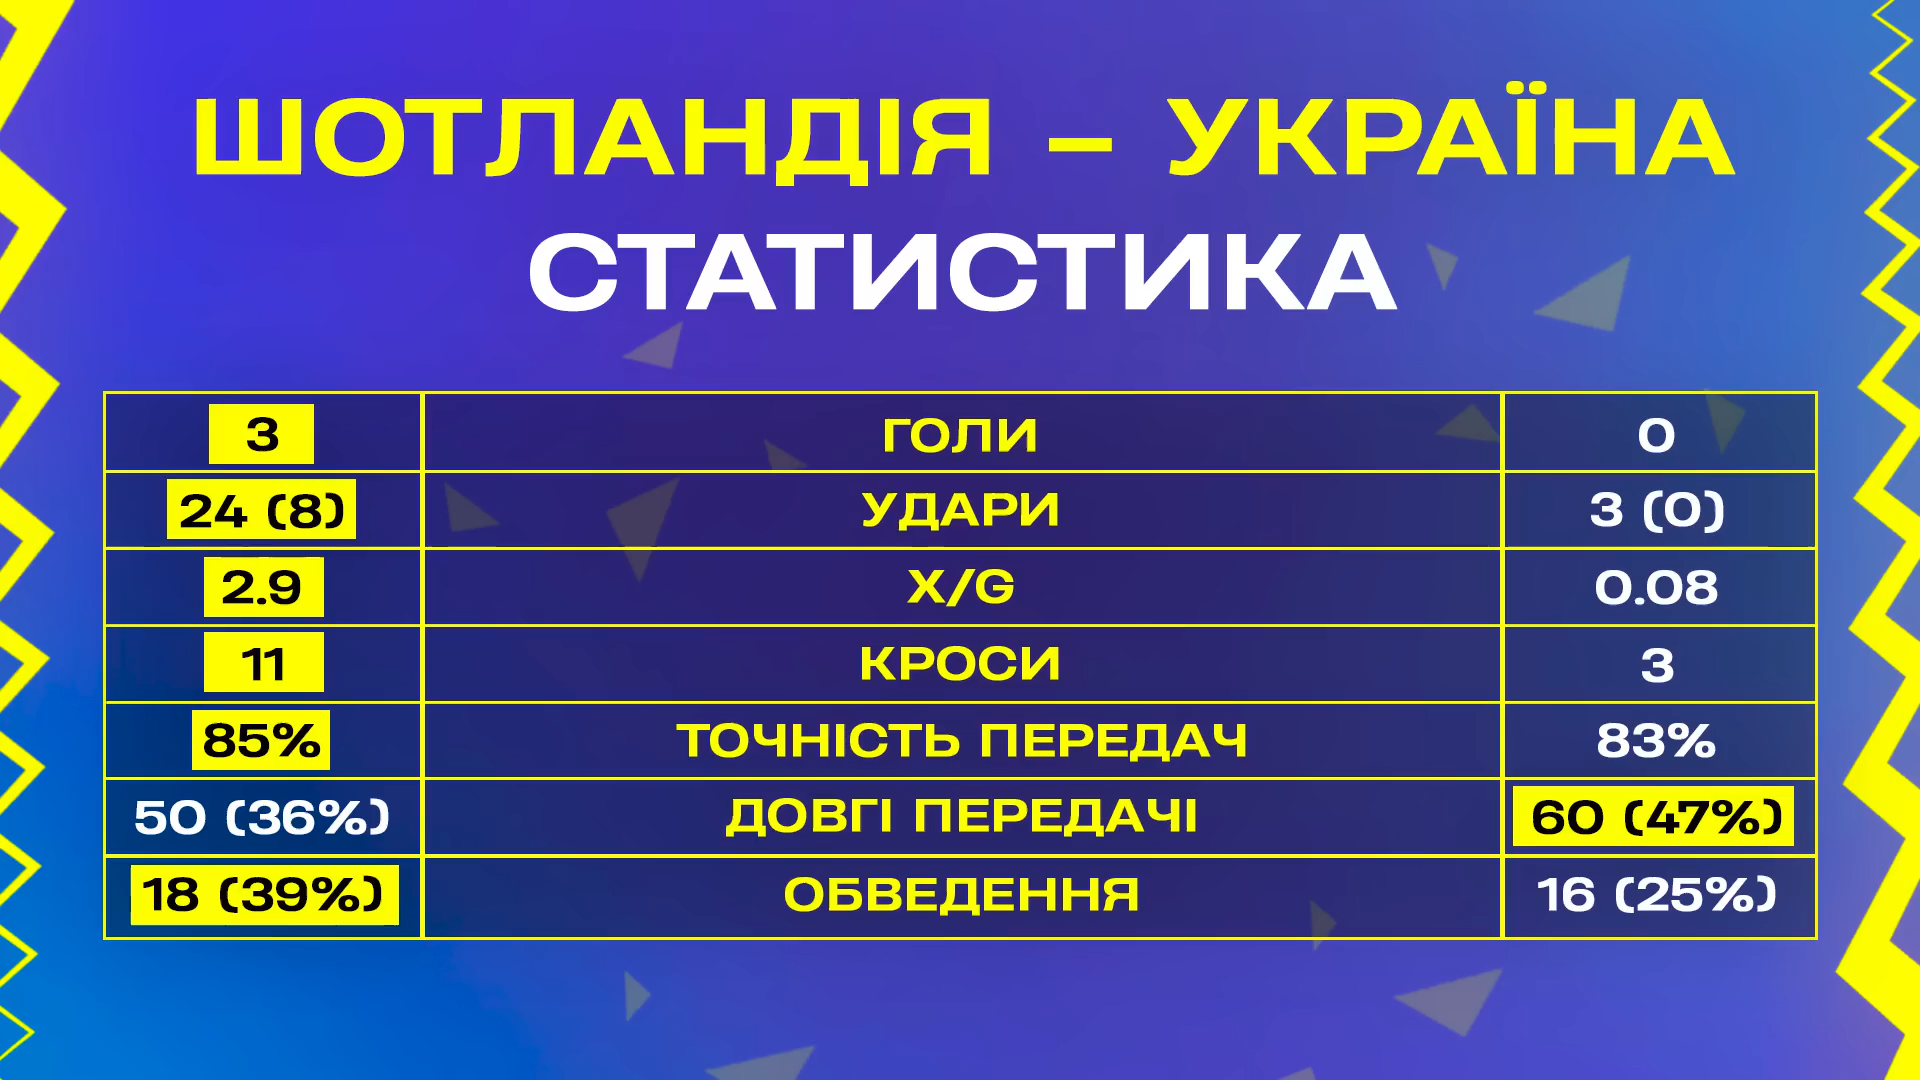 ШОТЛАНДІЯ – УКРАЇНА
СТАТИСТИКА
3 ГОЛИ 0
24 (8) УДАРИ 3 (0)
2.9 X/G 0.08
11 КРОСИ 3
85% ТОЧНІСТЬ ПЕРЕДАЧ 83%
50 (36%) ДОВГІ ПЕРЕДАЧІ 60 (47%)
18 (39%) ОБВЕДЕННЯ 16 (25%)